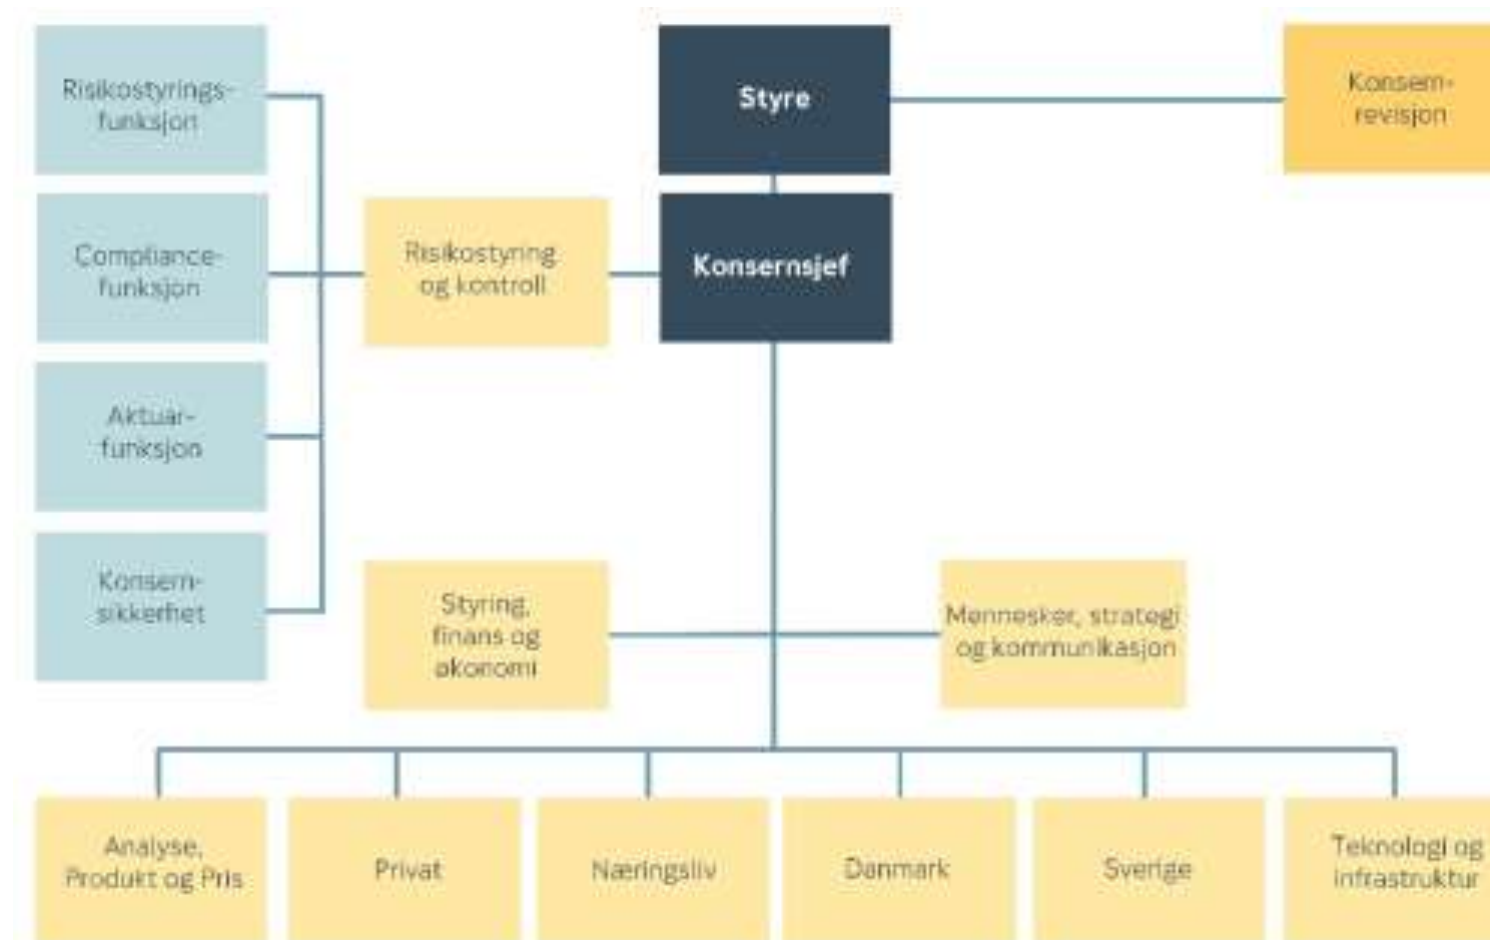 Risikostyrings-
funksjon
Styre
Konsern-
revisjon
Compliance-
funksjon
Risikostyring
og kontroll
Konsernsjef
Aktuar-
funksjon
Konsern-
sikkerhet
Styring,
finans og
økonomi
Mennesker, strategi
og kommunikasjon
Analyse,
Produkt og Pris
Privat
Næringsliv
Danmark
Sverige
Teknologi og
infrastruktur